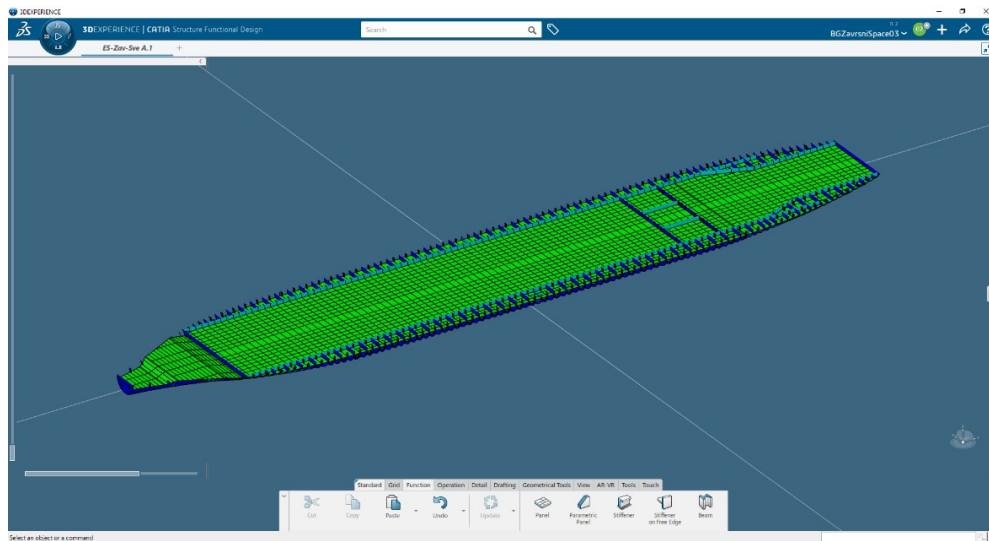 3DEXPERIENCE
3DEXPERIENCE | CATIA Structure Functional Design
Search
BGZavrsniSpace03
ES-Zav-Sve A.1
Standard Grid Function Operation Detail Drafting Geometrical Tools View AR-VR Tools Touch
Cut Copy Paste Undo Update Panel Parametric Panel Stiffener Stiffener on Free Edge Beam
Select an object or a command